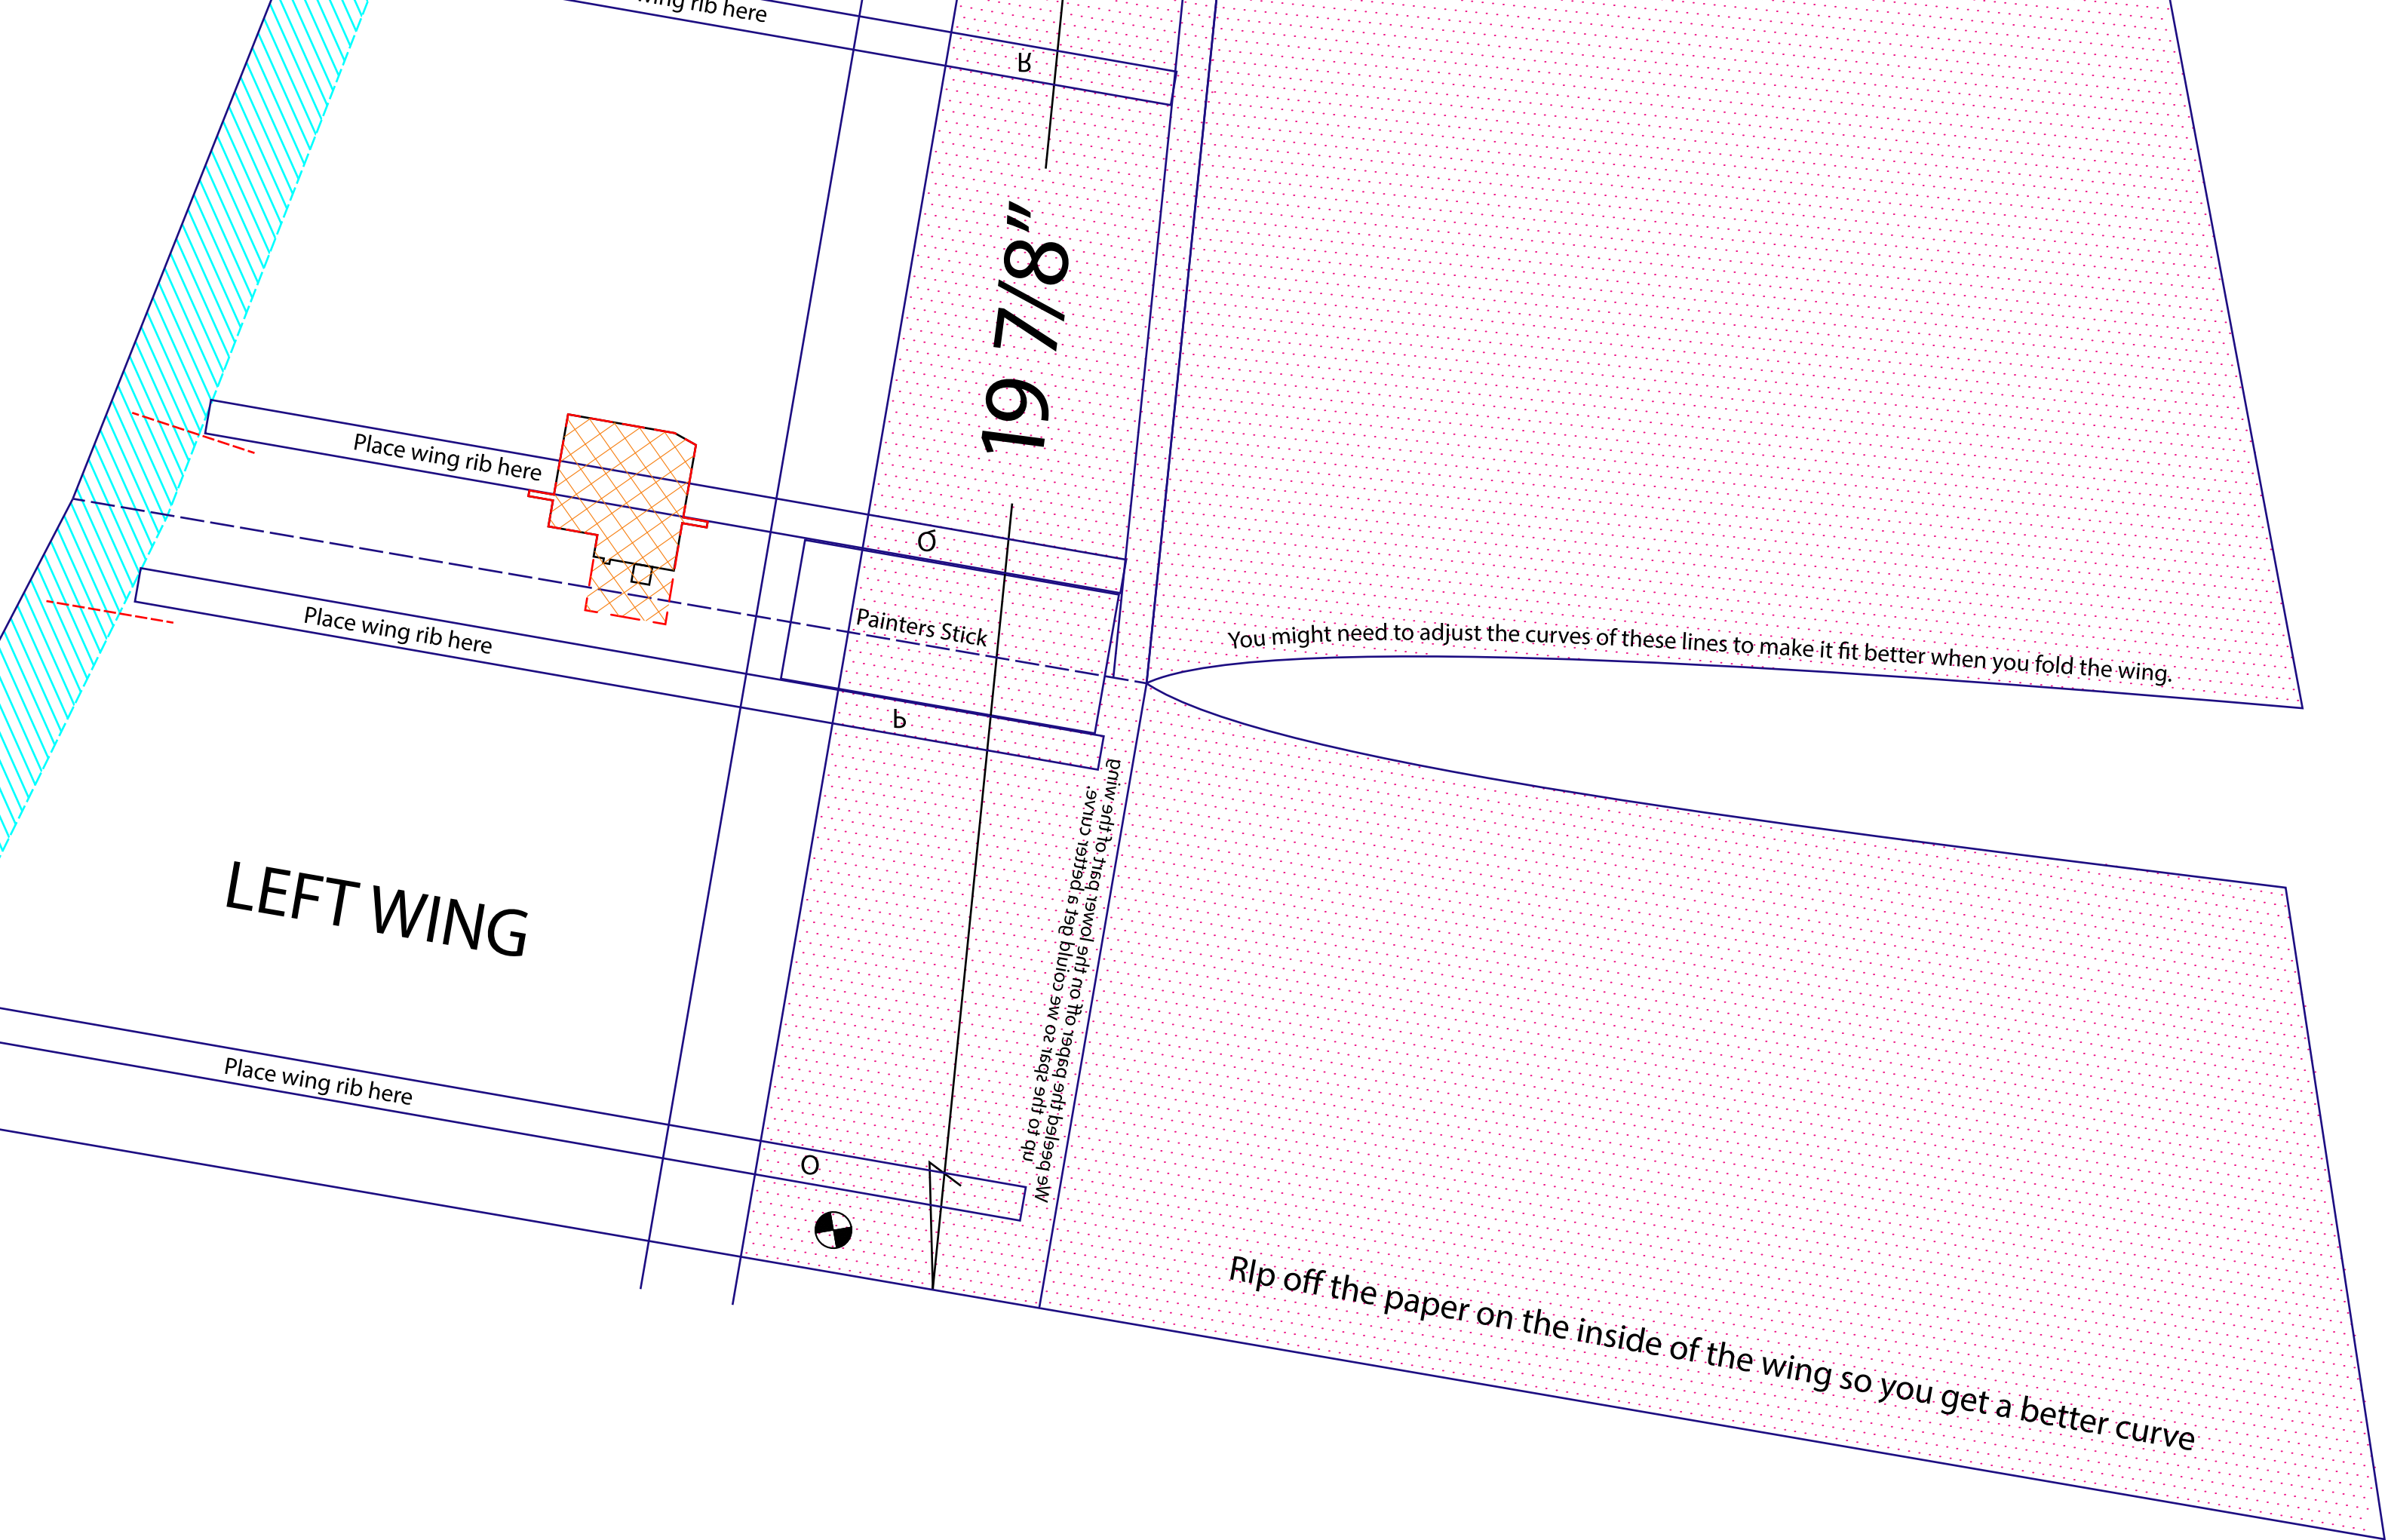 wing rib here
R
19 7/8"
Place wing rib here
Q
Painters Stick
You might need to adjust the curves of these lines to make it fit better when you fold the wing.
Place wing rib here
P
We peeled the paper off on the lower part of the wing
up to the spar so we could get a better curve.
LEFT WING
Place wing rib here
O
RIp off the paper on the inside of the wing so you get a better curve